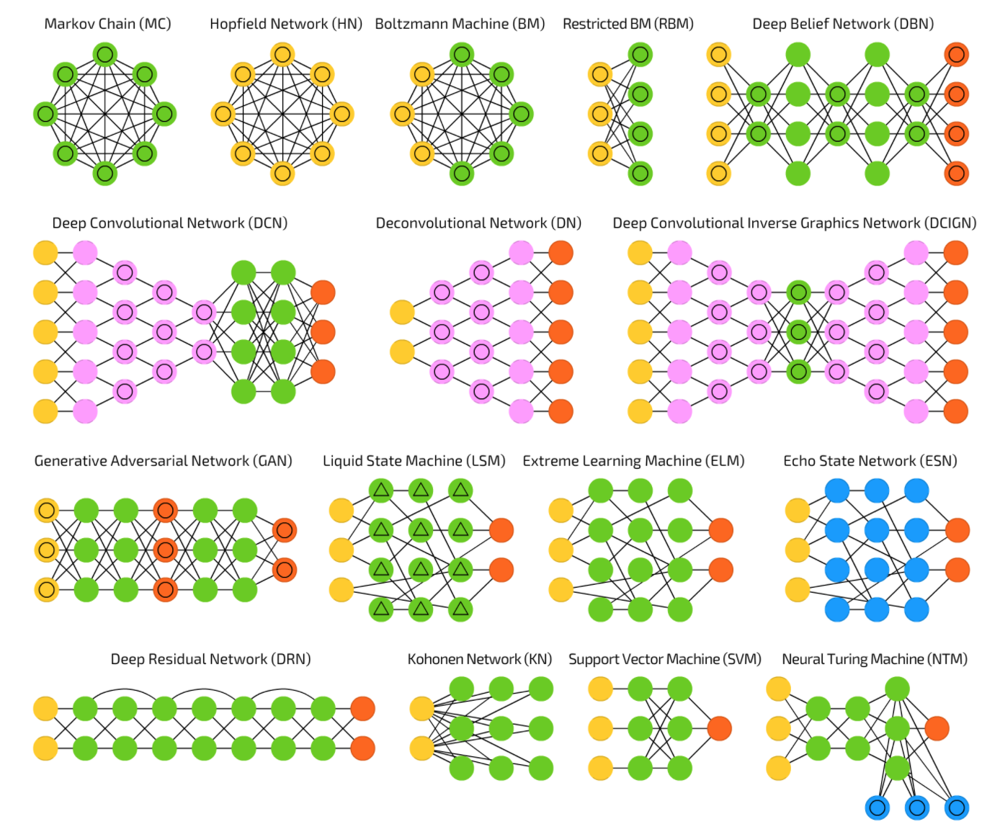 Markov Chain (MC)
Hopfield Network (HN)
Boltzmann Machine (BM)
Restricted BM (RBM)
Deep Belief Network (DBN)
Deep Convolutional Network (DCN)
Deconvolutional Network (DN)
Deep Convolutional Inverse Graphics Network (DCIGN)
Generative Adversarial Network (GAN)
Liquid State Machine (LSM)
Extreme Learning Machine (ELM)
Echo State Network (ESN)
Deep Residual Network (DRN)
Kohonen Network (KN)
Support Vector Machine (SVM)
Neural Turing Machine (NTM)